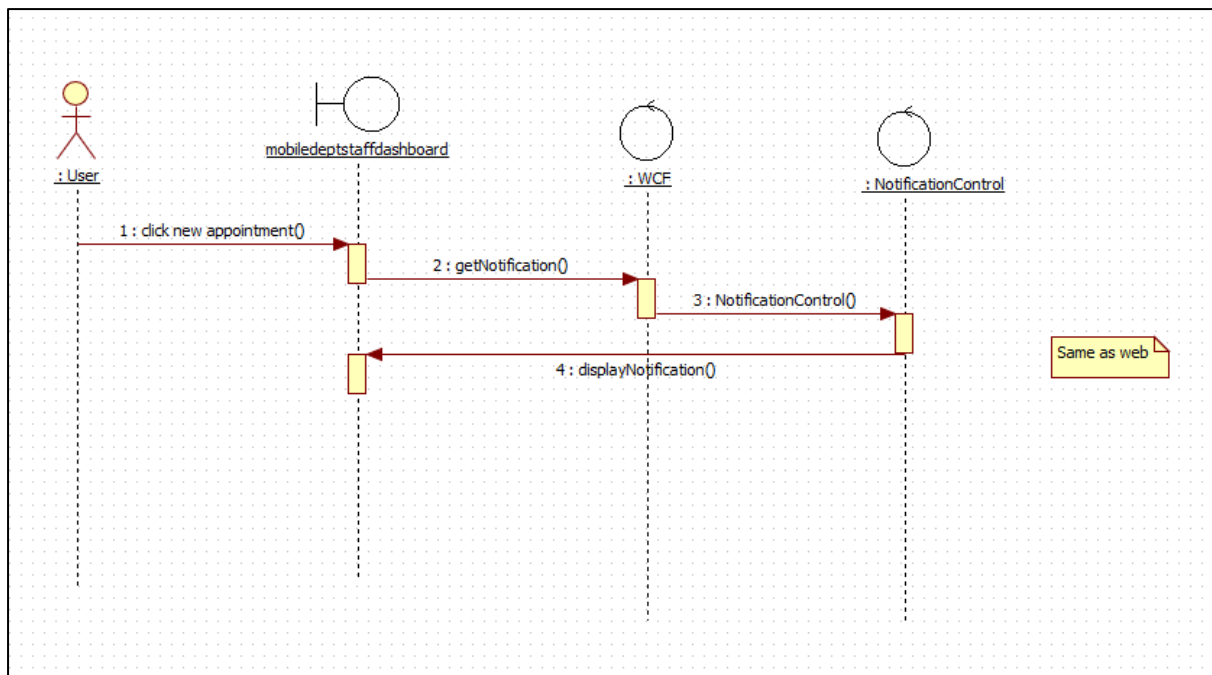 mobiledeptstaffdashboard
: User
: WCF
: NotificationControl
1 : click new appointment()
2 : getNotification()
3 : NotificationControl()
Same as web
4 : displayNotification()